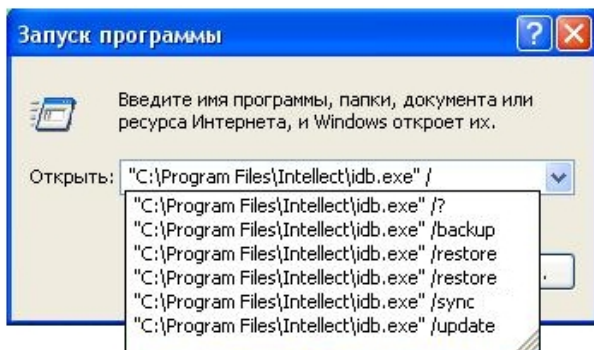 Запуск программы
Введите имя программы, папки, документа или
ресурса Интернета, и Windows откроет их.
Открыть: "C:\Program Files\Intellect\idb.exe" /
"C:\Program Files\Intellect\idb.exe" /?
"C:\Program Files\Intellect\idb.exe" /backup
"C:\Program Files\Intellect\idb.exe" /restore
"C:\Program Files\Intellect\idb.exe" /restore
"C:\Program Files\Intellect\idb.exe" /sync
"C:\Program Files\Intellect\idb.exe" /update